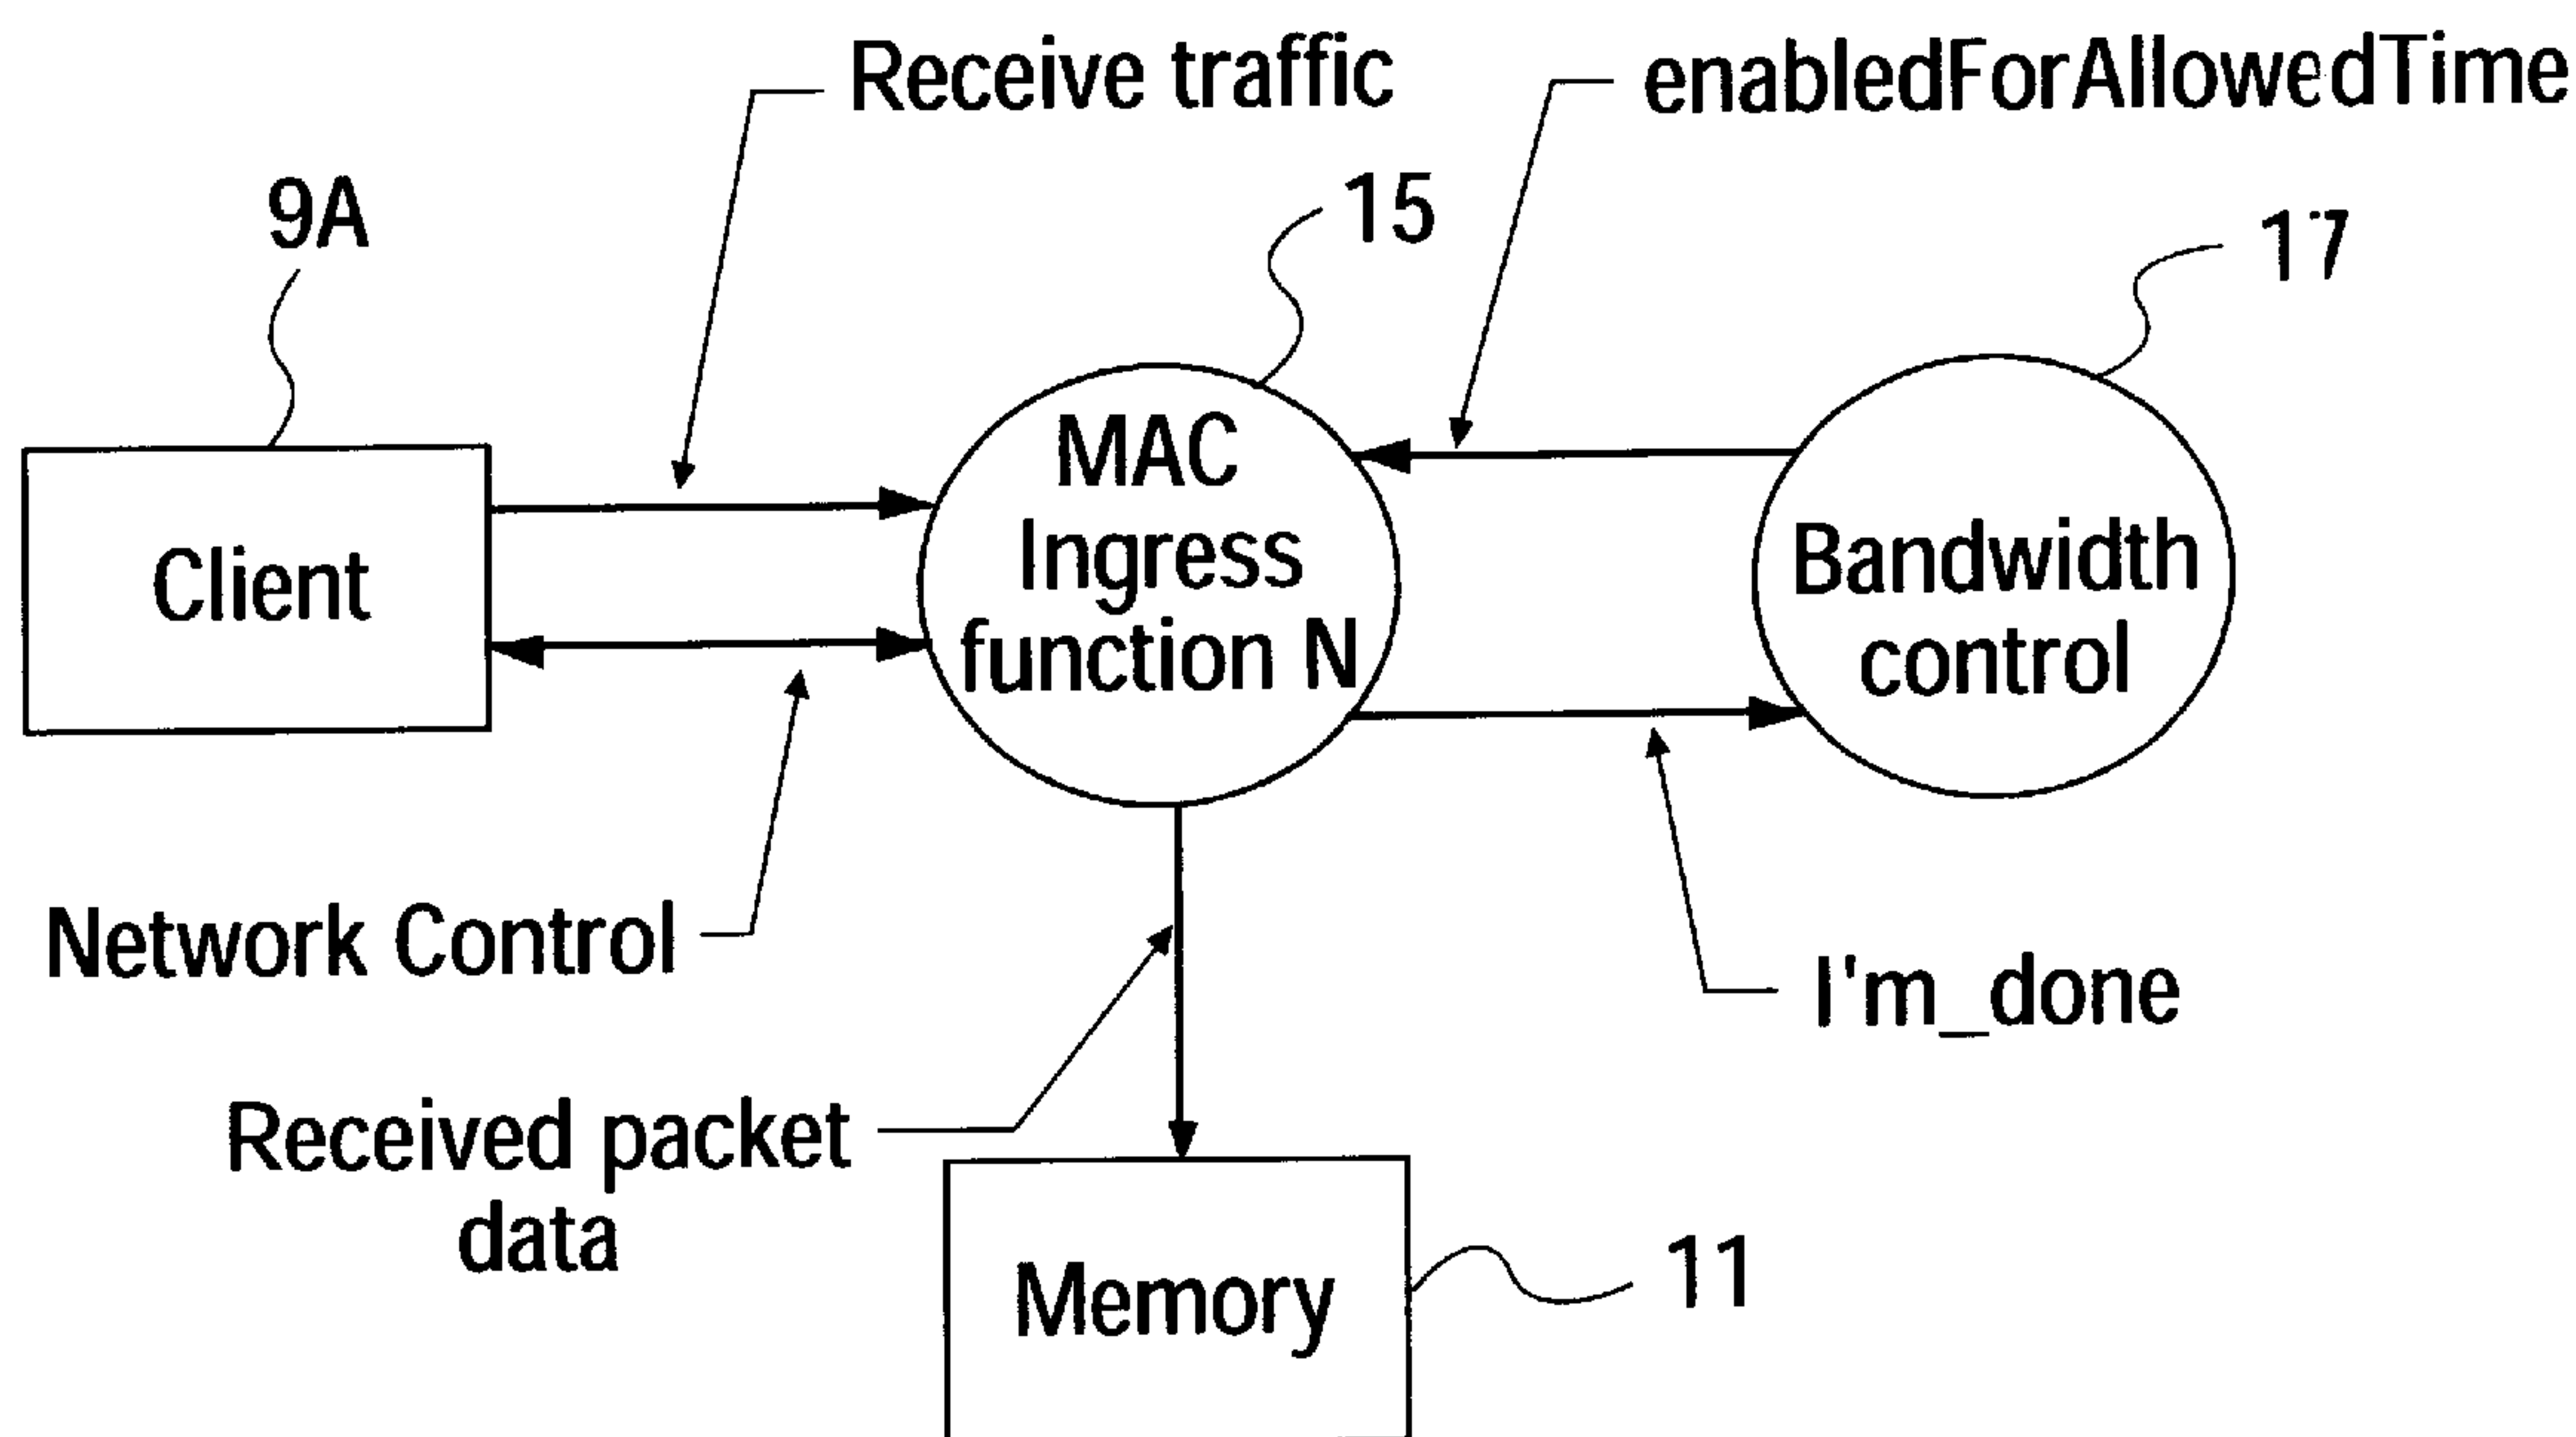 Receive traffic
enabledForAllowedTime
9A
15
17
MAC
Ingress
function N
Client
Bandwidth
control
Network Control
I'm_done
Received packet
data
Memory
11